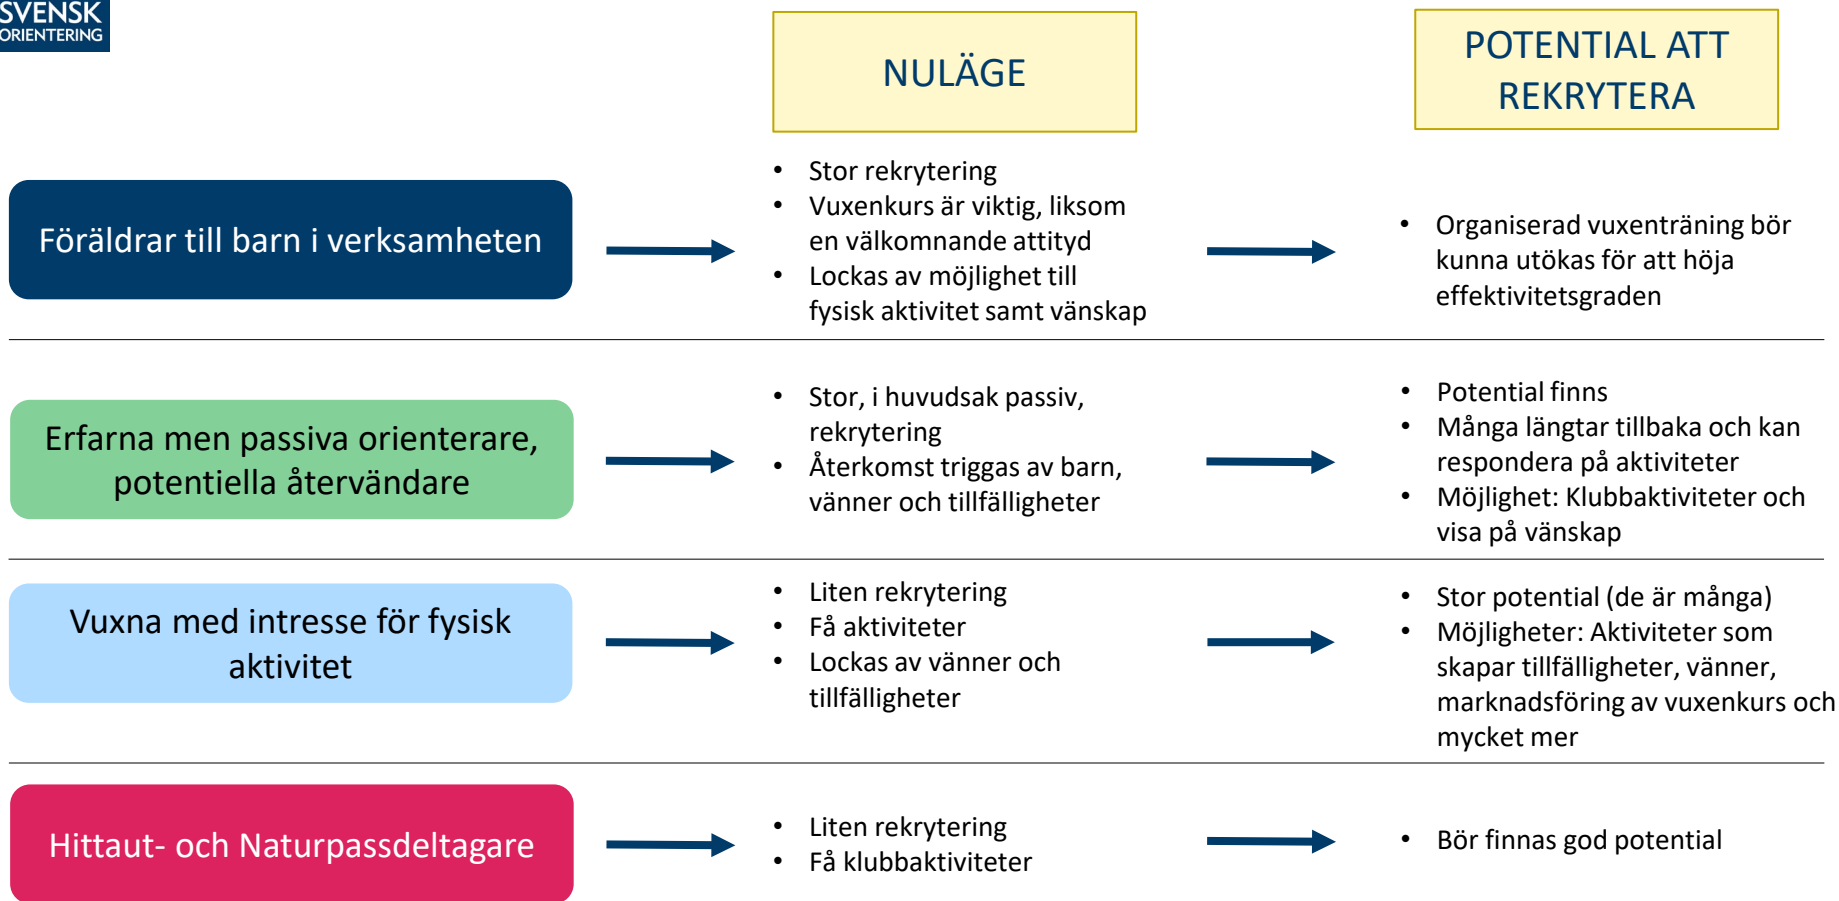 SVENSK
ORIENTERING
NULÄGE
POTENTIAL ATT
REKRYTERA
Föräldrar till barn i verksamheten
• Stor rekrytering
• Vuxenkurs är viktig, liksom
en välkomnande attityd
• Lockas av möjlighet till
fysisk aktivitet samt vänskap
• Organiserad vuxenträning bör
kunna utökas för att höja
effektivitetsgraden
Erfarna men passiva orienterare,
potentiella återvändare
• Stor, i huvudsak passiv,
rekrytering
• Återkomst triggas av barn,
vänner och tillfälligheter
• Potential finns
• Många längtar tillbaka och kan
respondera på aktiviteter
• Möjlighet: Klubbaktiviteter och
visa på vänskap
Vuxna med intresse för fysisk
aktivitet
• Liten rekrytering
• Få aktiviteter
• Lockas av vänner och
tillfälligheter
• Stor potential (de är många)
• Möjligheter: Aktiviteter som
skapar tillfälligheter, vänner,
marknadsföring av vuxenkurs och
mycket mer
Hittaut- och Naturpassdeltagare
• Liten rekrytering
• Få klubbaktiviteter
• Bör finnas god potential